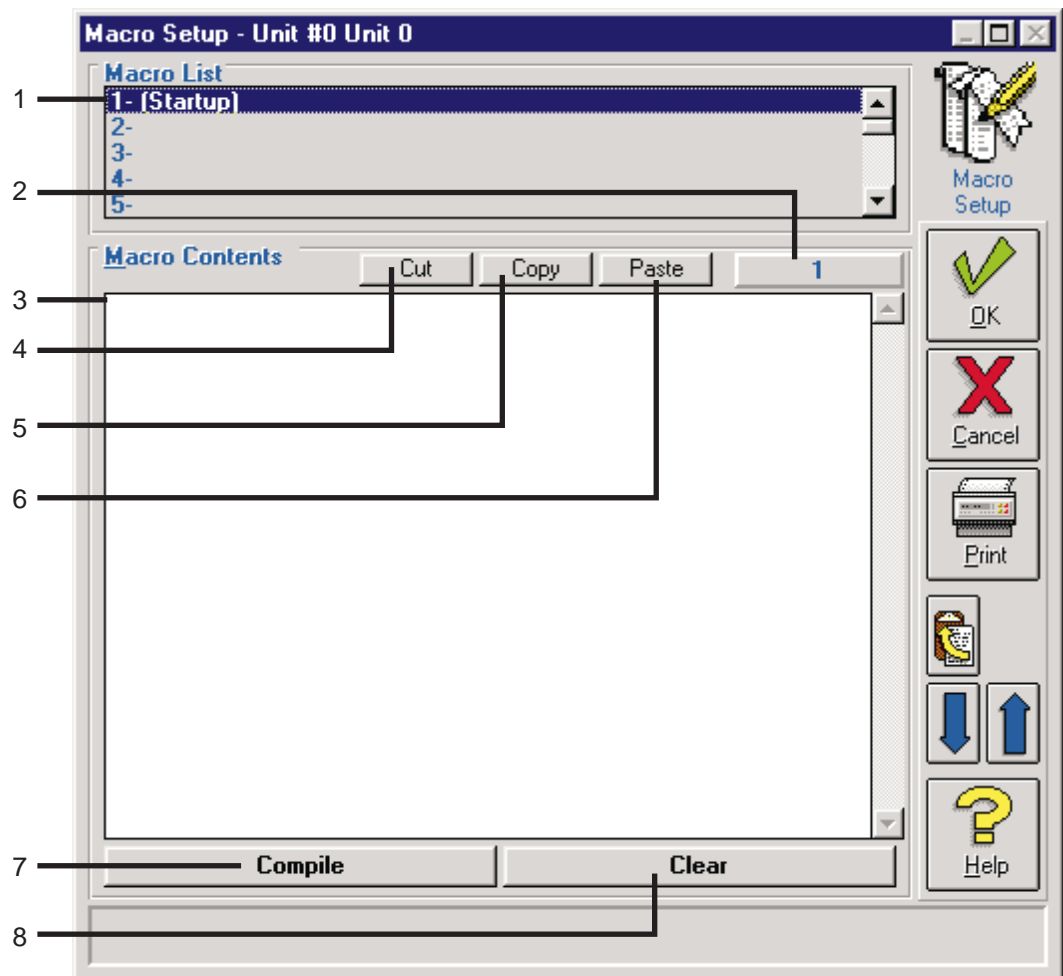 Macro Setup - Unit #0 Unit 0
Macro List
1
1- (Startup)
2-
3-
4-
5-
2
Macro
Setup
Macro Contents
Cut
Copy
Paste
1
OK
3
4
Cancel
5
6
Print
7
Compile
Clear
Help
8